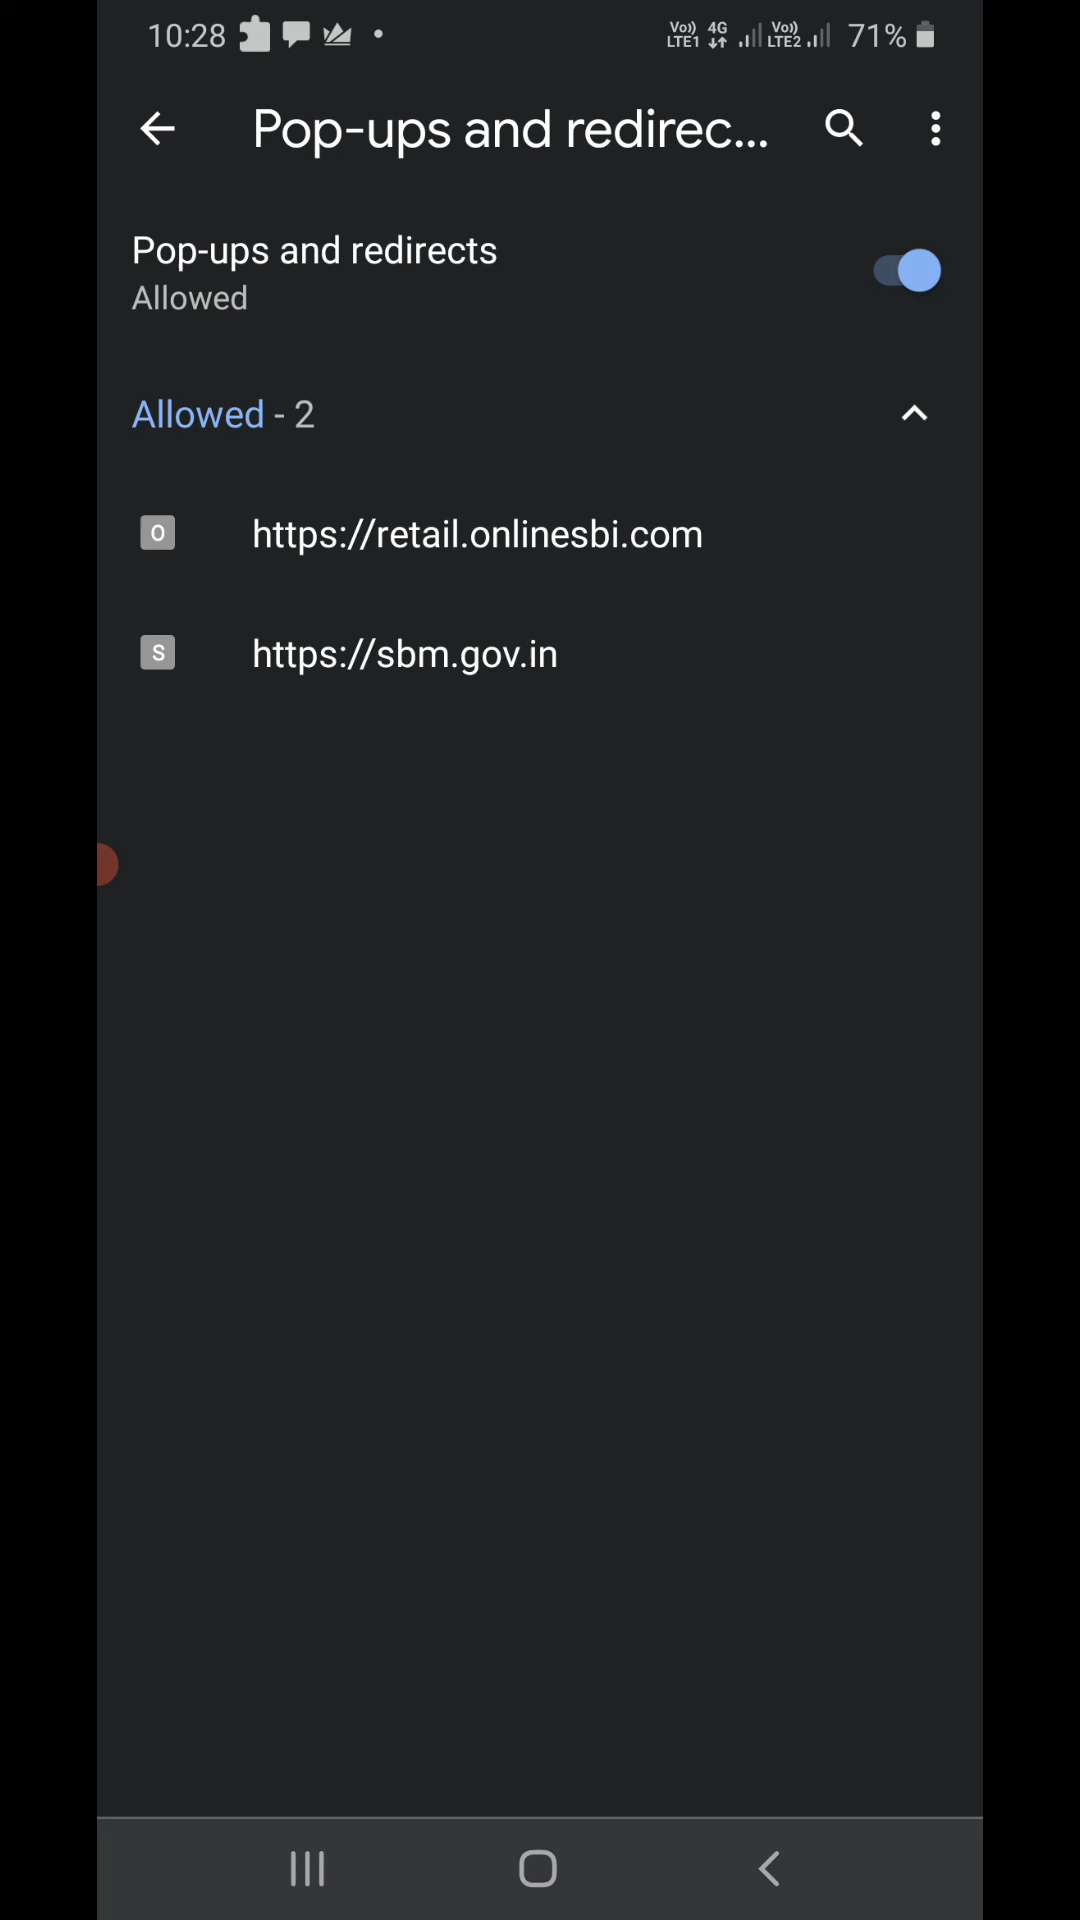 10:28 Vo)) LTE1 4G Vo)) LTE2 71%
Pop-ups and redirec...
Pop-ups and redirects
Allowed
Allowed - 2
O https://retail.onlinesbi.com
S https://sbm.gov.in